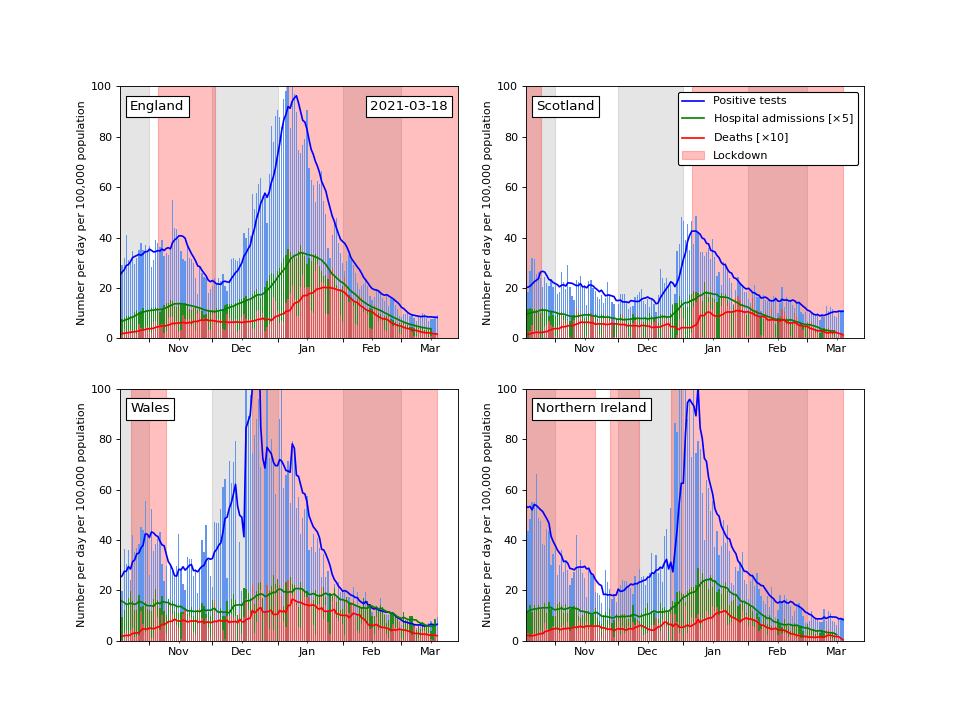 England
2021-03-18
Number per day per 100,000 population
100
80
60
40
20
0
Nov Dec Jan Feb Mar
Scotland
Positive tests
Hospital admissions [×5]
Deaths [×10]
Lockdown
Number per day per 100,000 population
100
80
60
40
20
0
Nov Dec Jan Feb Mar
Wales
Number per day per 100,000 population
100
80
60
40
20
0
Nov Dec Jan Feb Mar
Northern Ireland
Number per day per 100,000 population
100
80
60
40
20
0
Nov Dec Jan Feb Mar